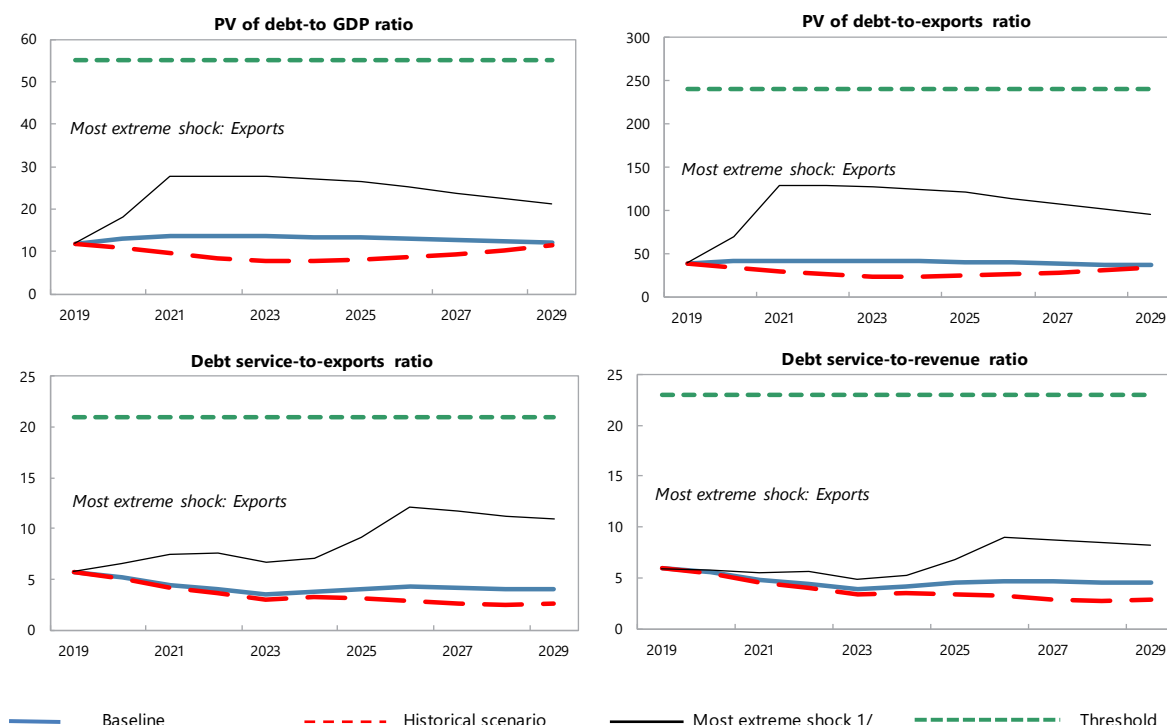 PV of debt-to GDP ratio
60
50
40
30
20
10
0
Most extreme shock: Exports
2019 2021 2023 2025 2027 2029
PV of debt-to-exports ratio
300
250
200
150
100
50
0
Most extreme shock: Exports
2019 2021 2023 2025 2027 2029
Debt service-to-exports ratio
25
20
15
10
5
0
Most extreme shock: Exports
2019 2021 2023 2025 2027 2029
Debt service-to-revenue ratio
25
20
15
10
5
0
Most extreme shock: Exports
2019 2021 2023 2025 2027 2029
Baseline Historical scenario Most extreme shock 1/ Threshold